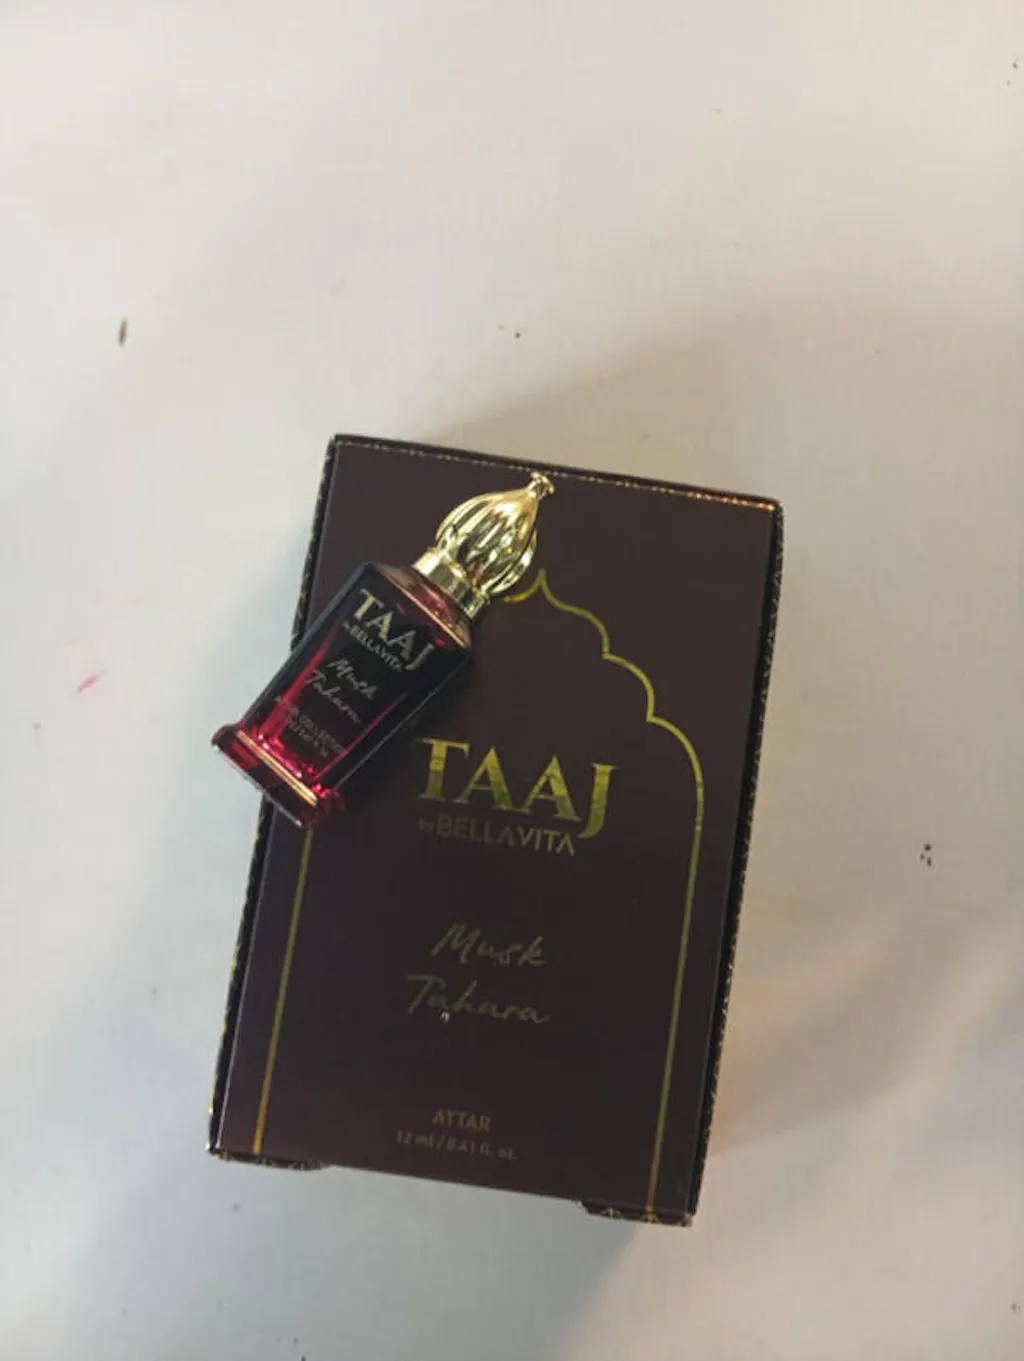 TAAJ
by BELLAVITA
Musk
Tahara
TAAJ
by BELLAVITA
Musk
Tahara
ATTAR
12 ml / 0.41 fl. oz.